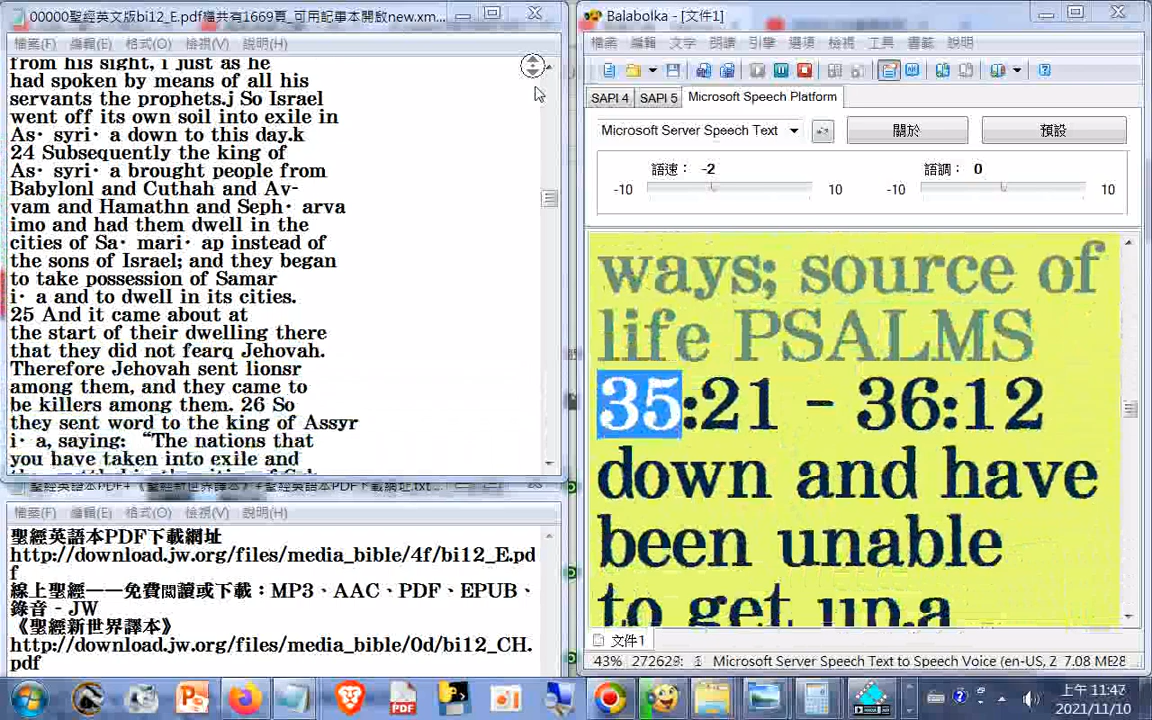 00000聖經英文版bi12_E.pdf檔共有1669頁_可用記事本開啟new.xm...
檔案(F) 編輯(E) 格式(O) 檢視(V) 說明(H)
from his sight, i just as he
had spoken by means of all his
servants the prophets.j So Israel
went off its own soil into exile in
As· syri· a down to this day.k
24 Subsequently the king of
As· syri· a brought people from
Babylonl and Cuthah and Av-
vam and Hamathn and Seph· arva
imo and had them dwell in the
cities of Sa· mari· ap instead of
the sons of Israel; and they began
to take possession of Samar
i· a and to dwell in its cities.
25 And it came about at
the start of their dwelling there
that they did not fearq Jehovah.
Therefore Jehovah sent lionsr
among them, and they came to
be killers among them. 26 So
they sent word to the king of Assyr
i· a, saying: “The nations that
you have taken into exile and
檔案(F) 編輯(E) 格式(O) 檢視(V) 說明(H)
聖經英語本PDF下載網址
http://download.jw.org/files/media_bible/4f/bi12_E.pd
f
線上聖經——免費閱讀或下載：MP3、AAC、PDF、EPUB、
錄音 - JW
《聖經新世界譯本》
http://download.jw.org/files/media_bible/0d/bi12_CH.
pdf
Balabolka - [文件1]
檔案 編輯 文字 朗讀 引擎 選項 檢視 工具 書籤 說明
SAPI 4 SAPI 5 Microsoft Speech Platform
Microsoft Server Speech Text 關於 預設
語速： -2 語調： 0
-10 10 -10 10
ways; source of
life PSALMS
35:21 - 36:12
down and have
been unable
to get up.a
文件1
43% 1 Microsoft Server Speech Text to Speech Voice (en-US, Z 7.08 ME
上午 11:47
2021/11/10